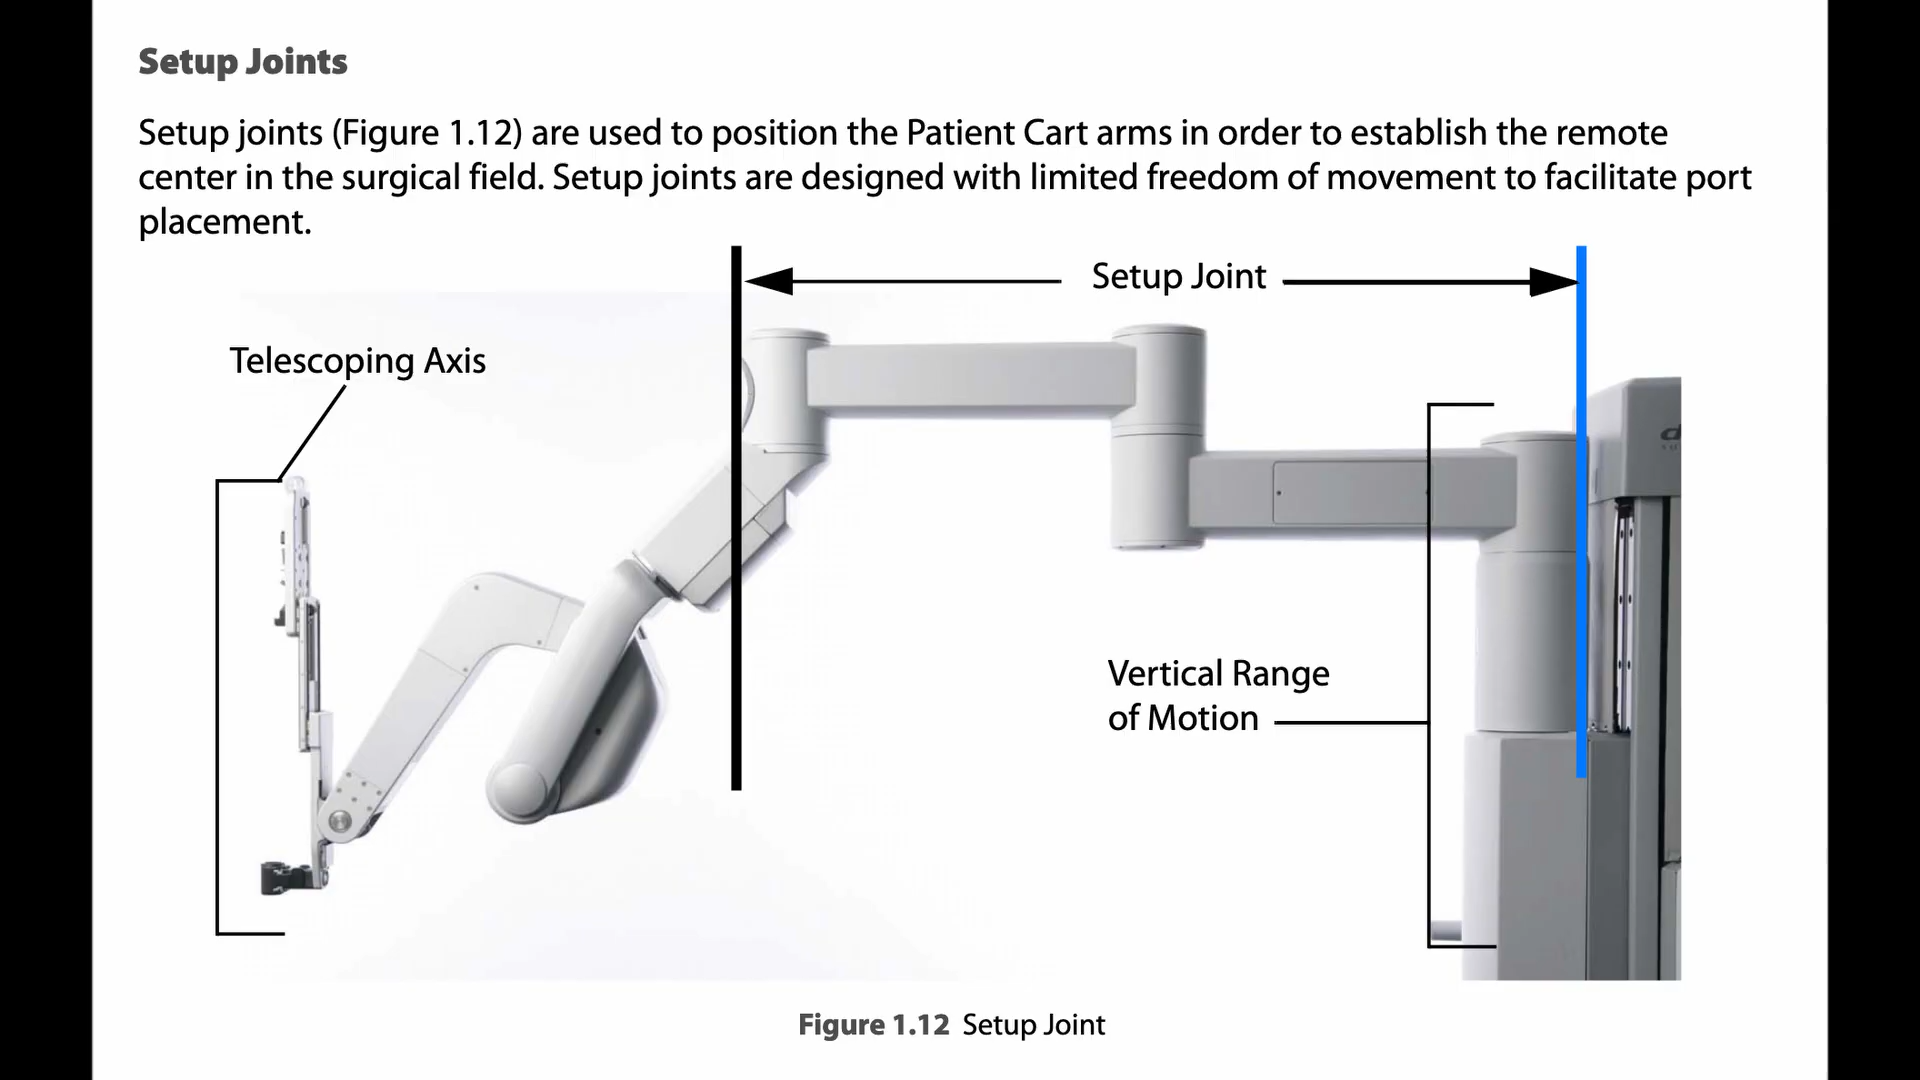 Setup Joints
Setup joints (Figure 1.12) are used to position the Patient Cart arms in order to establish the remote
center in the surgical field. Setup joints are designed with limited freedom of movement to facilitate port
placement.
Setup Joint
Telescoping Axis
Vertical Range
of Motion
Figure 1.12 Setup Joint